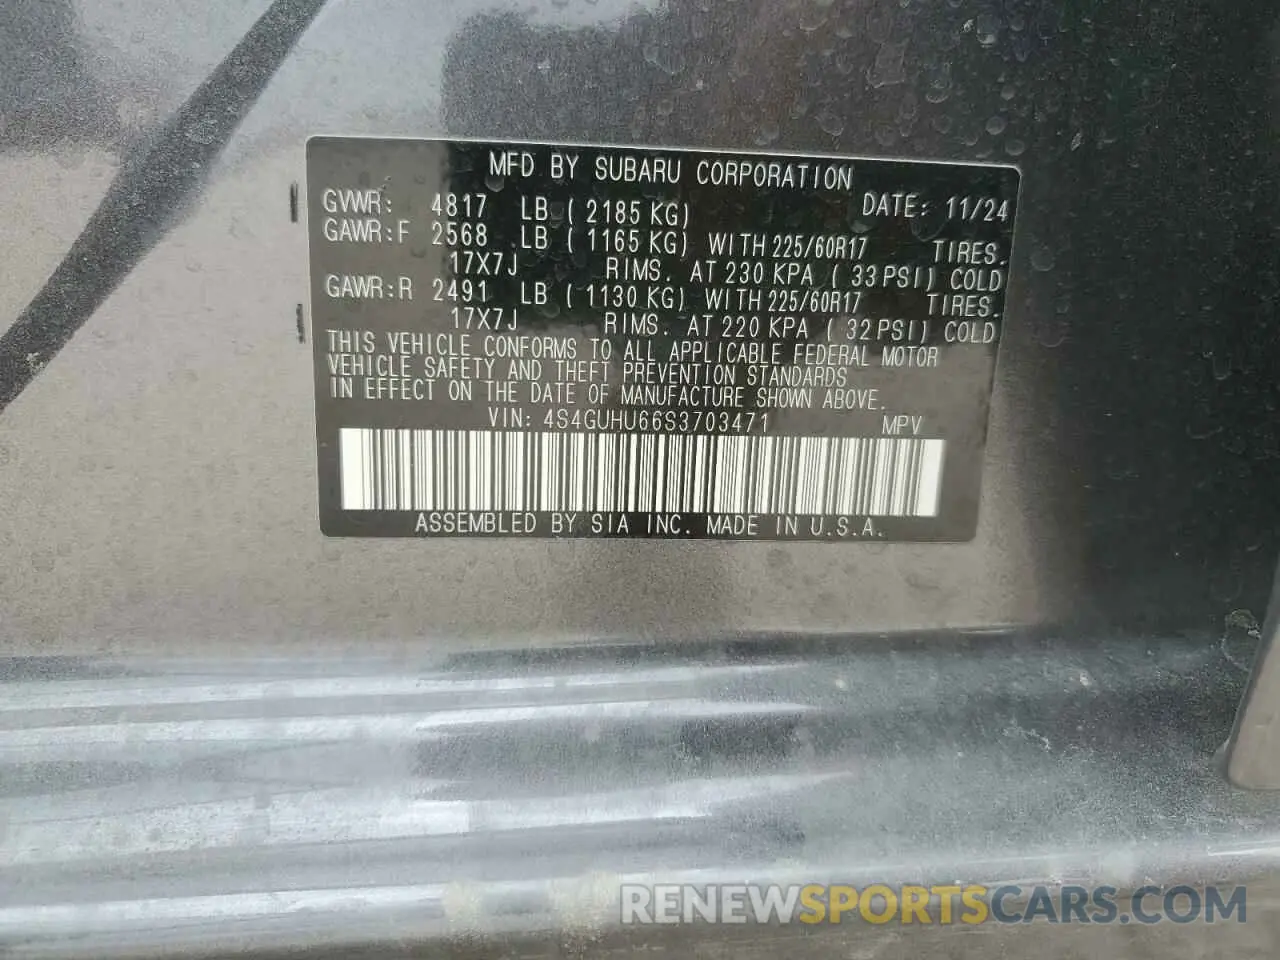 MFD BY SUBARU CORPORATION
GVWR: 4817 LB ( 2185 KG) DATE: 11/24
GAWR:F 2568 LB ( 1165 KG) WITH 225/60R17 TIRES.
17X7J RIMS. AT 230 KPA ( 33 PSI) COLD
GAWR:R 2491 LB ( 1130 KG) WITH 225/60R17 TIRES.
17X7J RIMS. AT 220 KPA ( 32 PSI) COLD
THIS VEHICLE CONFORMS TO ALL APPLICABLE FEDERAL MOTOR
VEHICLE SAFETY AND THEFT PREVENTION STANDARDS
IN EFFECT ON THE DATE OF MANUFACTURE SHOWN ABOVE.
VIN: 4S4GUHU66S3703471 MPV
ASSEMBLED BY SIA INC. MADE IN U.S.A.
RENEWSPORTSCARS.COM